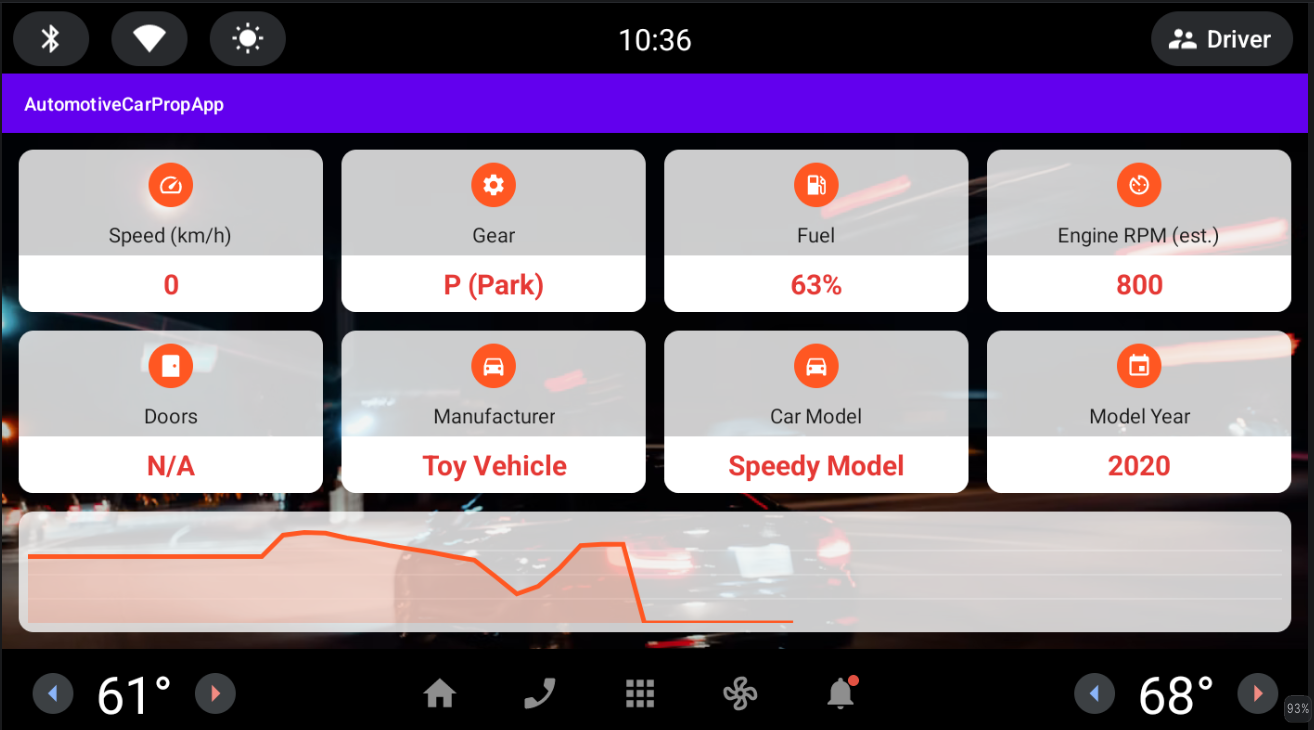 10:36
Driver
AutomotiveCarPropApp
Speed (km/h)
Gear
Fuel
Engine RPM (est.)
0
P (Park)
63%
800
Doors
Manufacturer
Car Model
Model Year
N/A
Toy Vehicle
Speedy Model
2020
61°
68°
93%